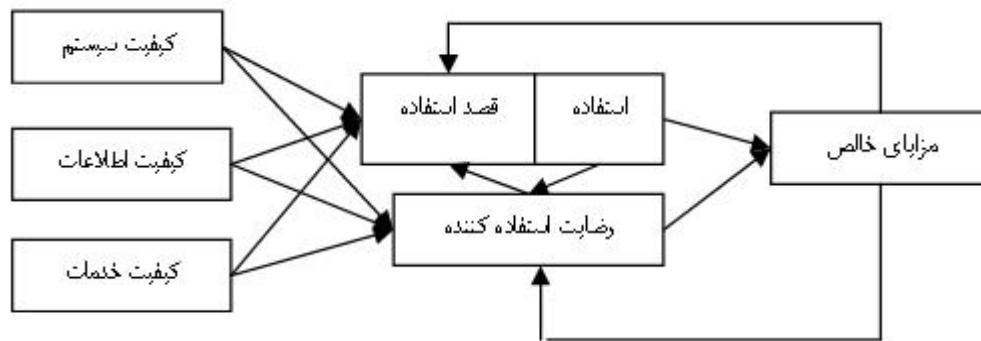 کیفیت سیستم
قصد استفاده
استفاده
کیفیت اطلاعات
مزایای خالص
رضایت استفاده کننده
کیفیت خدمات